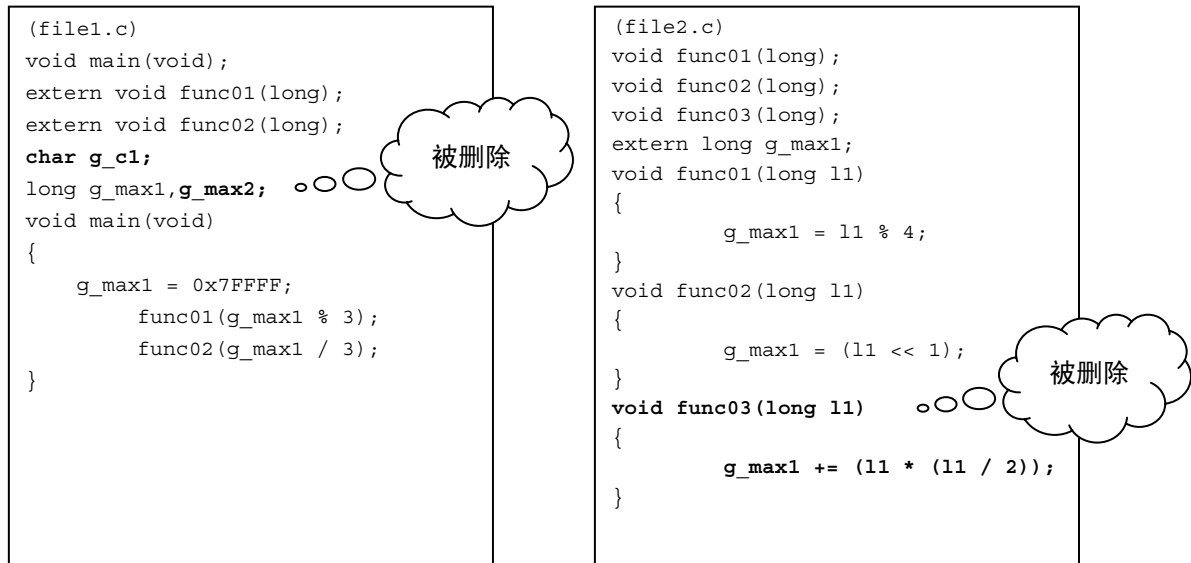 (file1.c)
void main(void);
extern void func01(long);
extern void func02(long);
char g_c1;
long g_max1,g_max2;
void main(void)
{
g_max1 = 0x7FFFF;
func01(g_max1 % 3);
func02(g_max1 / 3);
}
被删除
(file2.c)
void func01(long);
void func02(long);
void func03(long);
extern long g_max1;
void func01(long l1)
{
g_max1 = l1 % 4;
}
void func02(long l1)
{
g_max1 = (l1 << 1);
}
void func03(long l1)
{
g_max1 += (l1 * (l1 / 2));
}
被删除